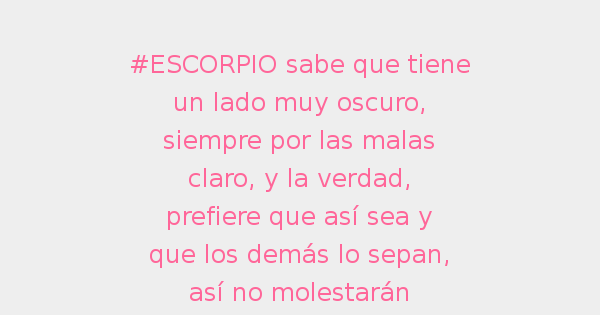 #ESCORPIO sabe que tiene
un lado muy oscuro,
siempre por las malas
claro, y la verdad,
prefiere que así sea y
que los demás lo sepan,
así no molestarán